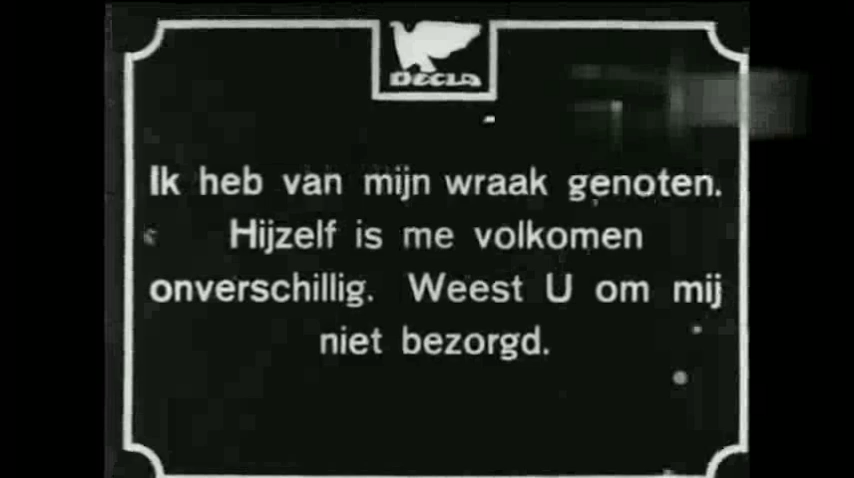 DECLA
Ik heb van mijn wraak genoten.
Hijzelf is me volkomen
onverschillig. Weest U om mij
niet bezorgd.